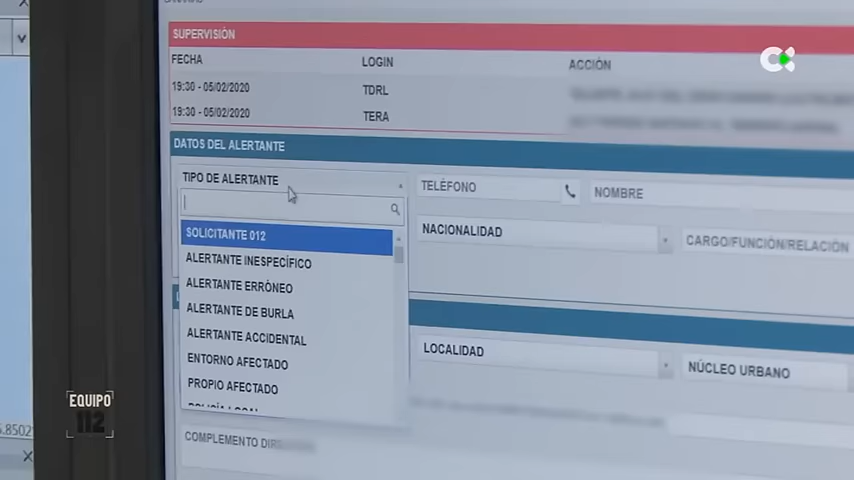 SUPERVISIÓN
FECHA LOGIN ACCIÓN
19:30 - 05/02/2020 TDRL
19:30 - 05/02/2020 TERA
DATOS DEL ALERTANTE
TIPO DE ALERTANTE TELÉFONO NOMBRE
SOLICITANTE 012 NACIONALIDAD CARGO/FUNCIÓN/RELACIÓN
ALERTANTE INESPECÍFICO
ALERTANTE ERRÓNEO
ALERTANTE DE BURLA
ALERTANTE ACCIDENTAL
ENTORNO AFECTADO LOCALIDAD NÚCLEO URBANO
PROPIO AFECTADO
POLICÍA LOCAL
COMPLEMENTO
EQUIPO
112